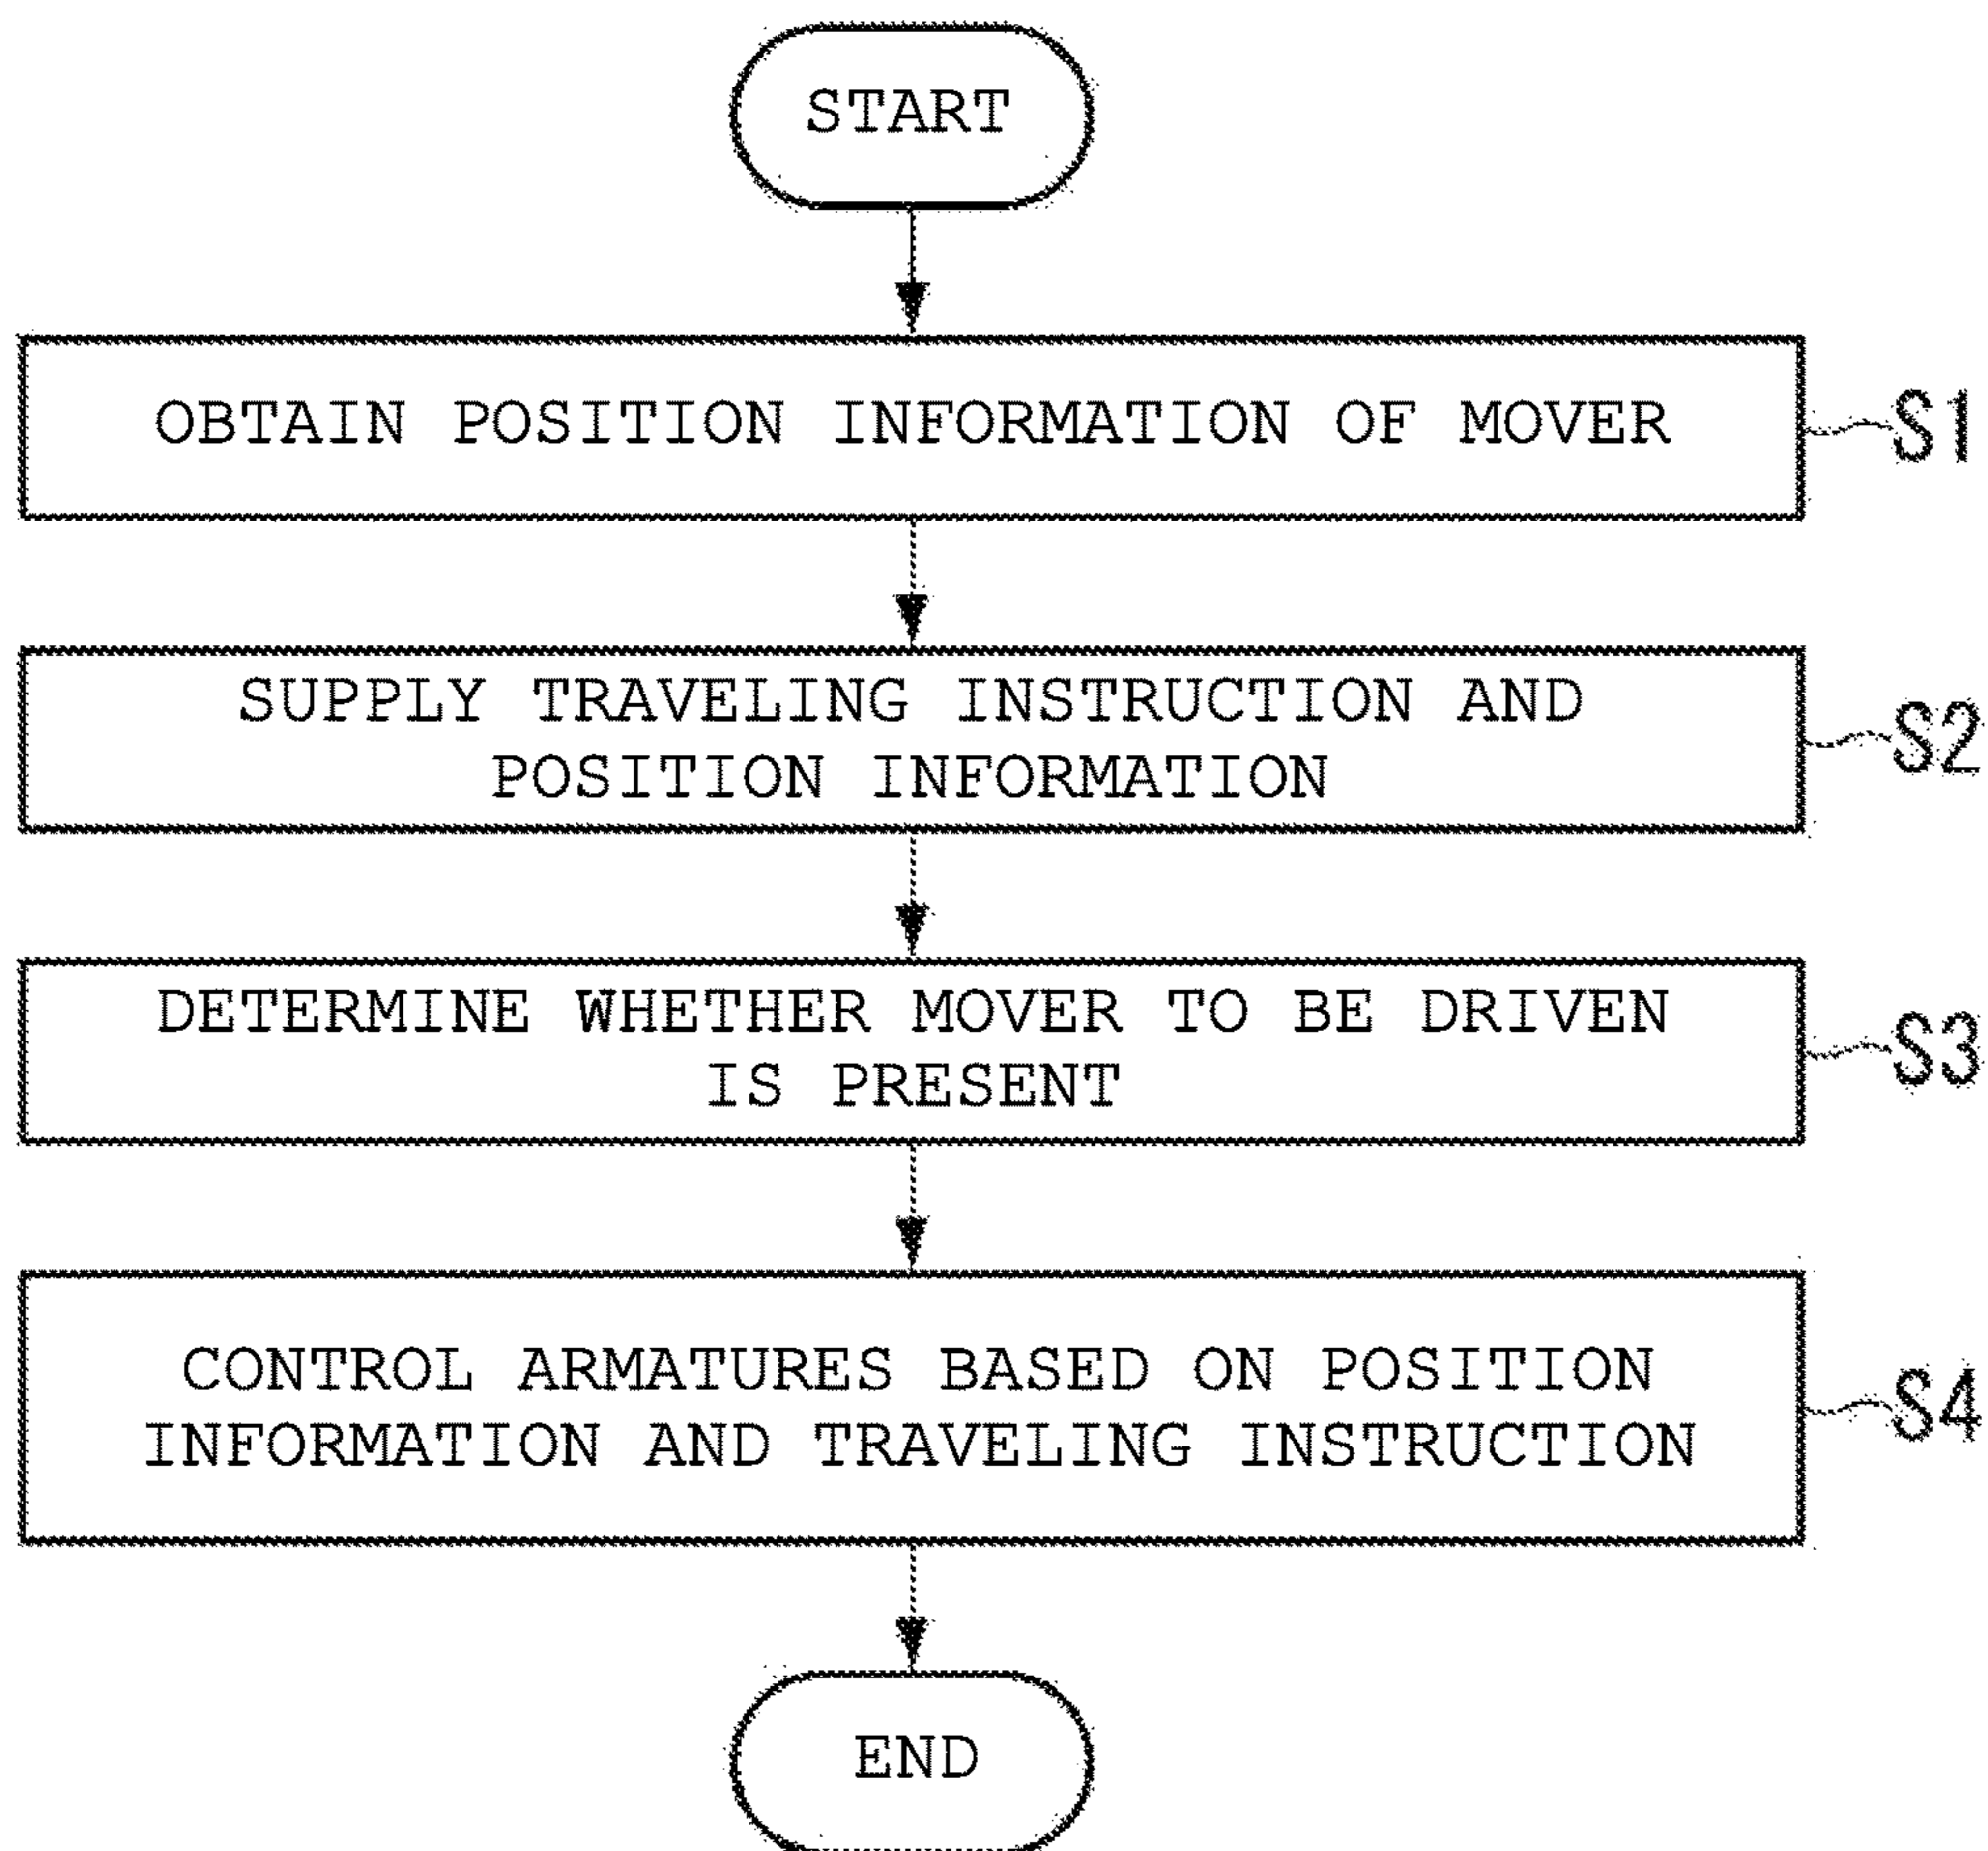 START
OBTAIN POSITION INFORMATION OF MOVER
S1
SUPPLY TRAVELING INSTRUCTION AND
POSITION INFORMATION
S2
DETERMINE WHETHER MOVER TO BE DRIVEN
IS PRESENT
S3
CONTROL ARMATURES BASED ON POSITION
INFORMATION AND TRAVELING INSTRUCTION
S4
END